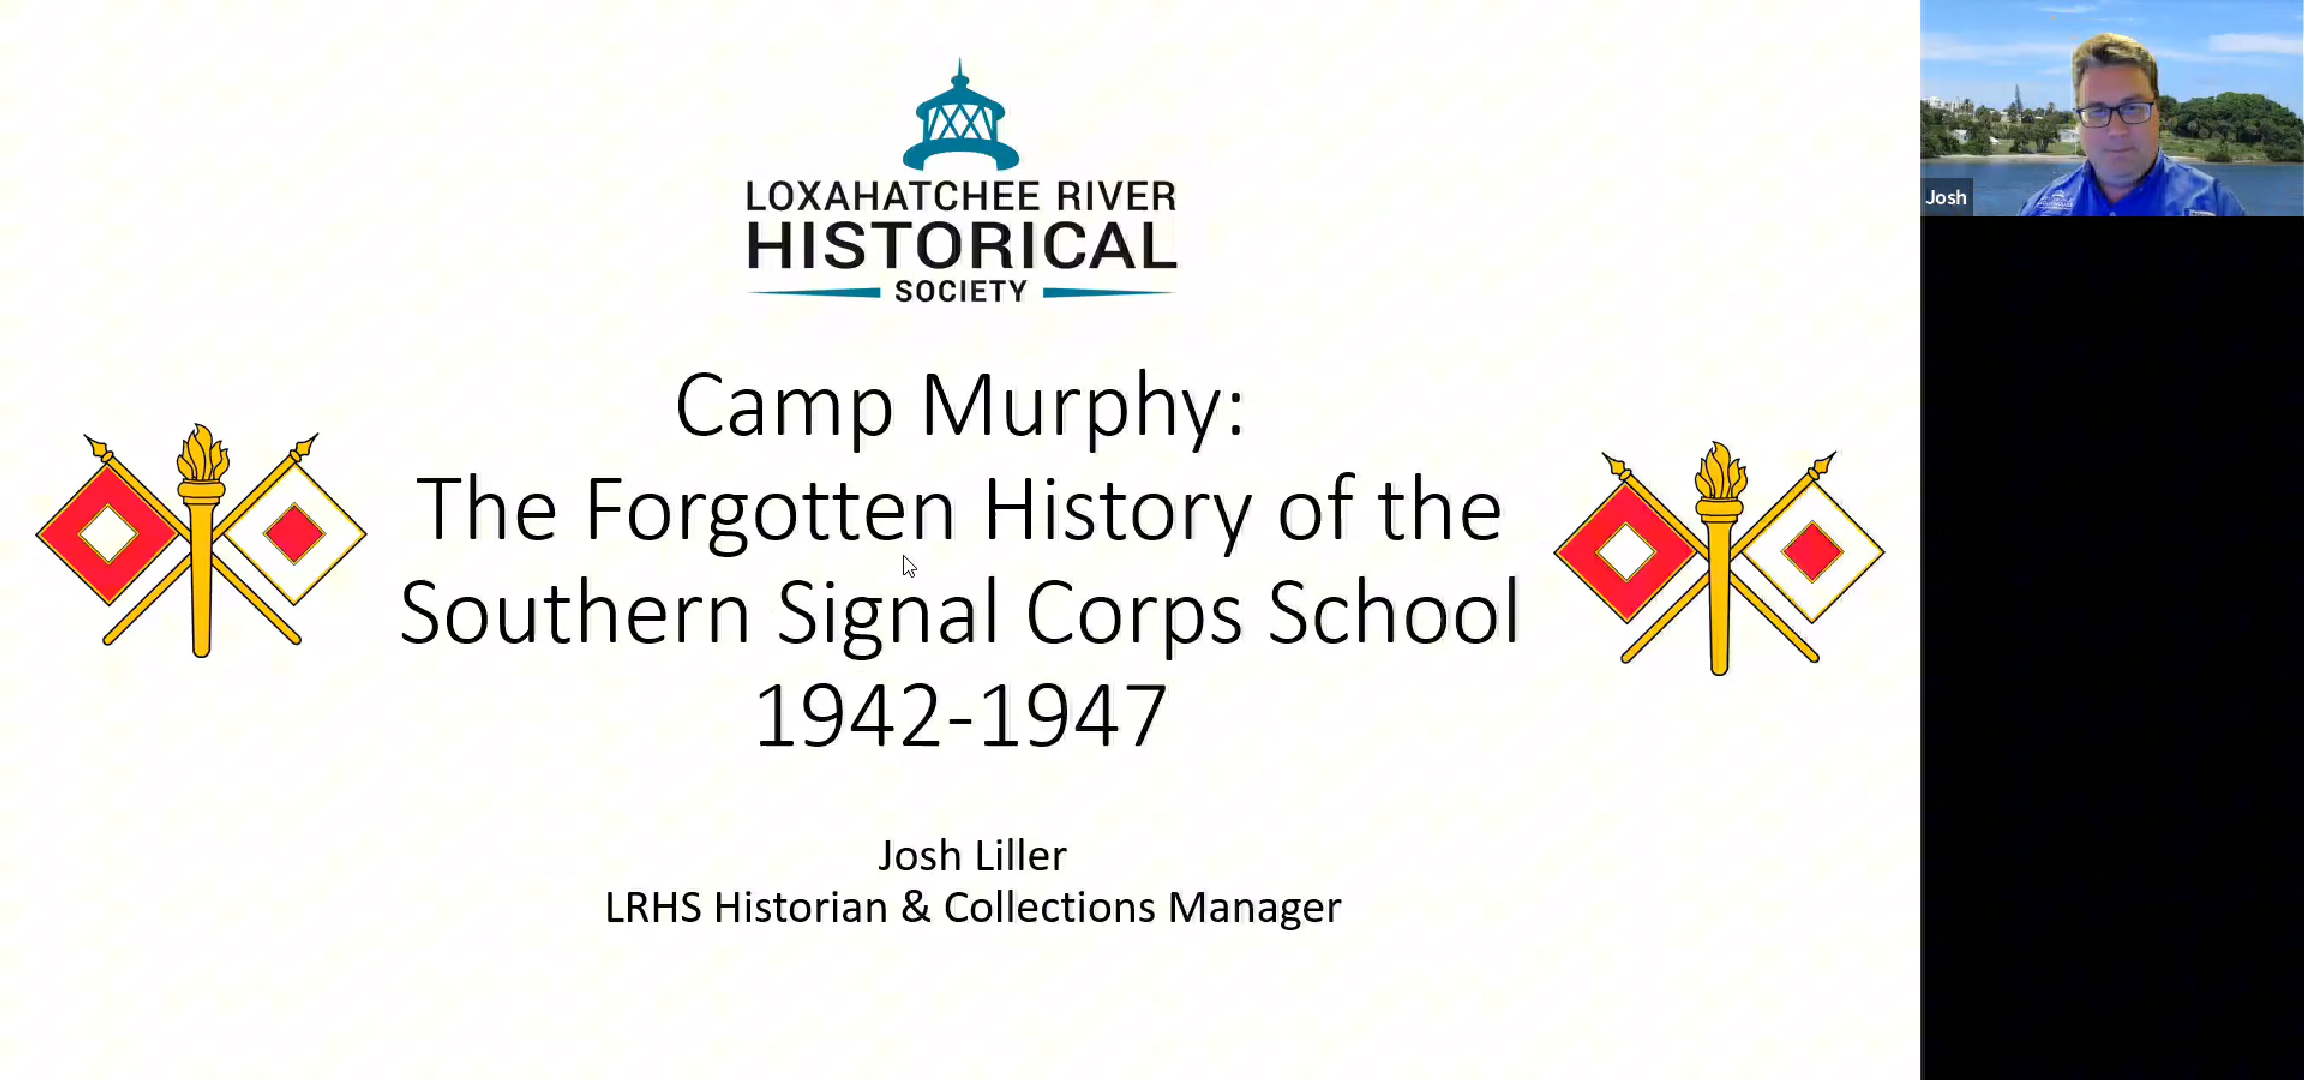 LOXAHATCHEE RIVER
HISTORICAL
SOCIETY
Camp Murphy:
The Forgotten History of the
Southern Signal Corps School
1942-1947
Josh Liller
LRHS Historian & Collections Manager
Josh